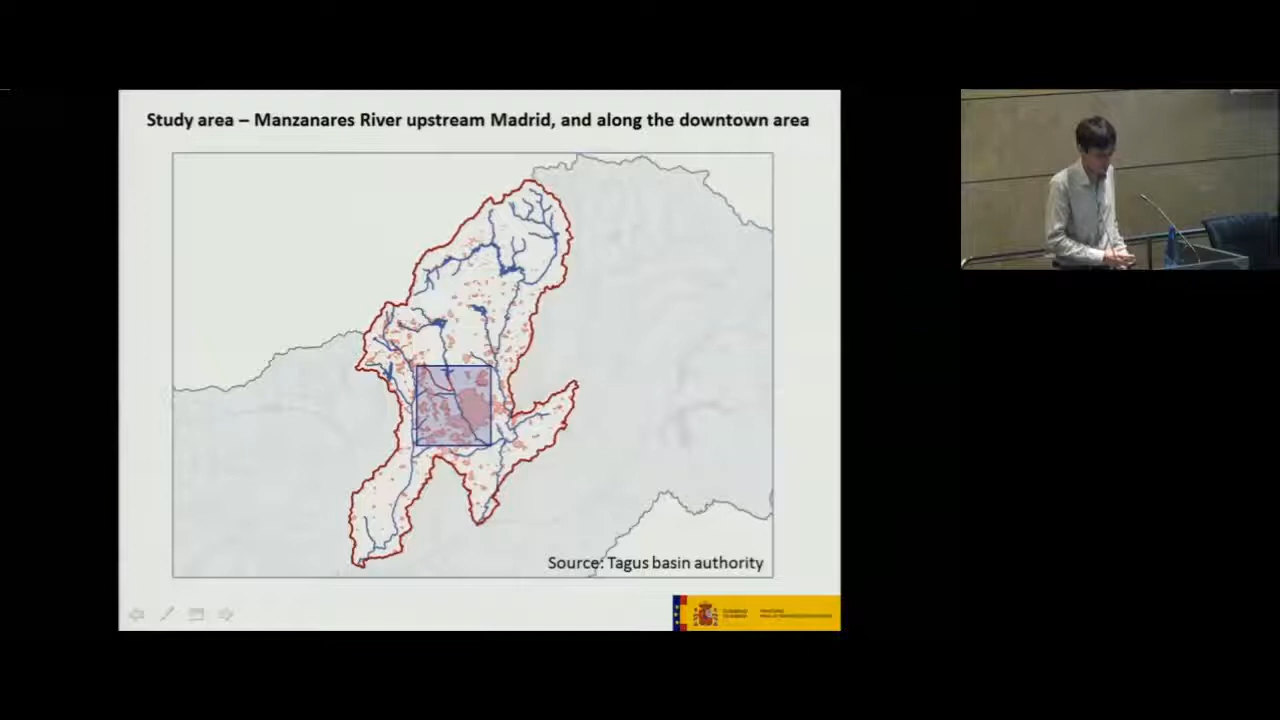 Study area – Manzanares River upstream Madrid, and along the downtown area
Source: Tagus basin authority